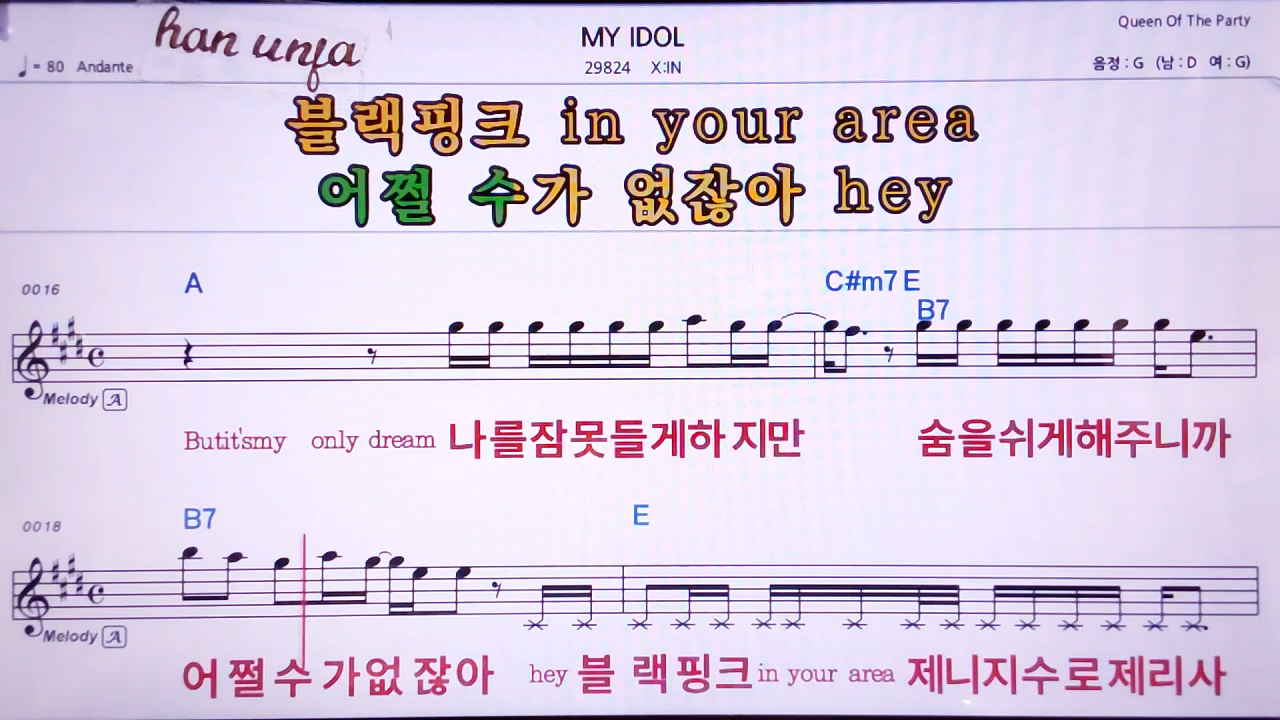 han unja
MY IDOL
Queen Of The Party
♩= 80 Andante
29824 X:IN
음정 : G (남 : D 여 : G)
블랙핑크 in your area
어쩔 수가 없잖아 hey
0016
A
C#m7 E
B7
Melody A
Butit'smy only dream 나를잠못들게하지만 숨을쉬게해주니까
0018
B7
E
Melody A
어쩔수가없잖아 hey 블랙핑크 in your area 제니지수로제리사